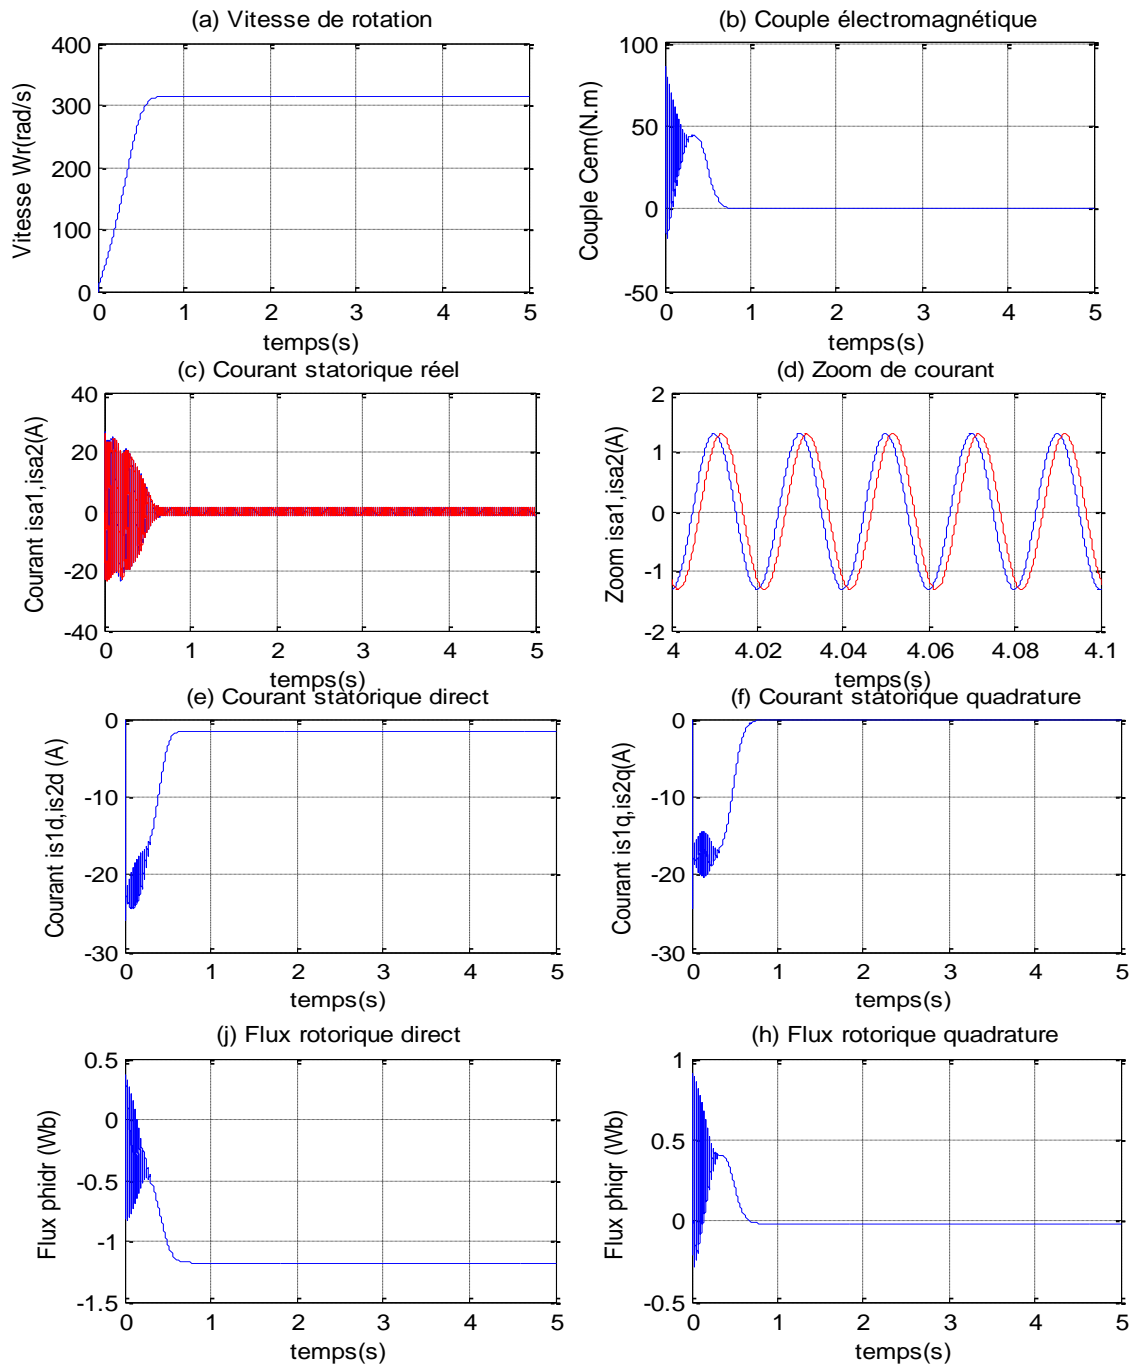 (a) Vitesse de rotation
Vitesse Wr(rad/s)
400
300
200
100
0
0 1 2 3 4 5
temps(s)
(b) Couple électromagnétique
Couple Cem(N.m)
100
50
0
-50
0 1 2 3 4 5
temps(s)
(c) Courant statorique réel
Courant isa1,isa2(A)
40
20
0
-20
-40
0 1 2 3 4 5
temps(s)
(d) Zoom de courant
Zoom isa1,isa2(A)
2
1
0
-1
-2
4 4.02 4.04 4.06 4.08 4.1
temps(s)
(e) Courant statorique direct
Courant is1d,is2d (A)
0
-10
-20
-30
0 1 2 3 4 5
temps(s)
(f) Courant statorique quadrature
Courant is1q,is2q(A)
0
-10
-20
-30
0 1 2 3 4 5
temps(s)
(j) Flux rotorique direct
Flux phidr (Wb)
0.5
0
-0.5
-1
-1.5
0 1 2 3 4 5
temps(s)
(h) Flux rotorique quadrature
Flux phiqr (Wb)
1
0.5
0
-0.5
0 1 2 3 4 5
temps(s)